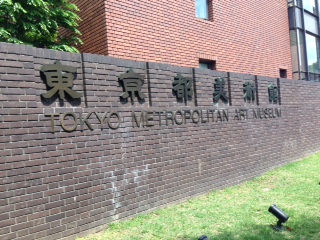 東京都美術館
TOKYO METROPOLITAN ART MUSEUM